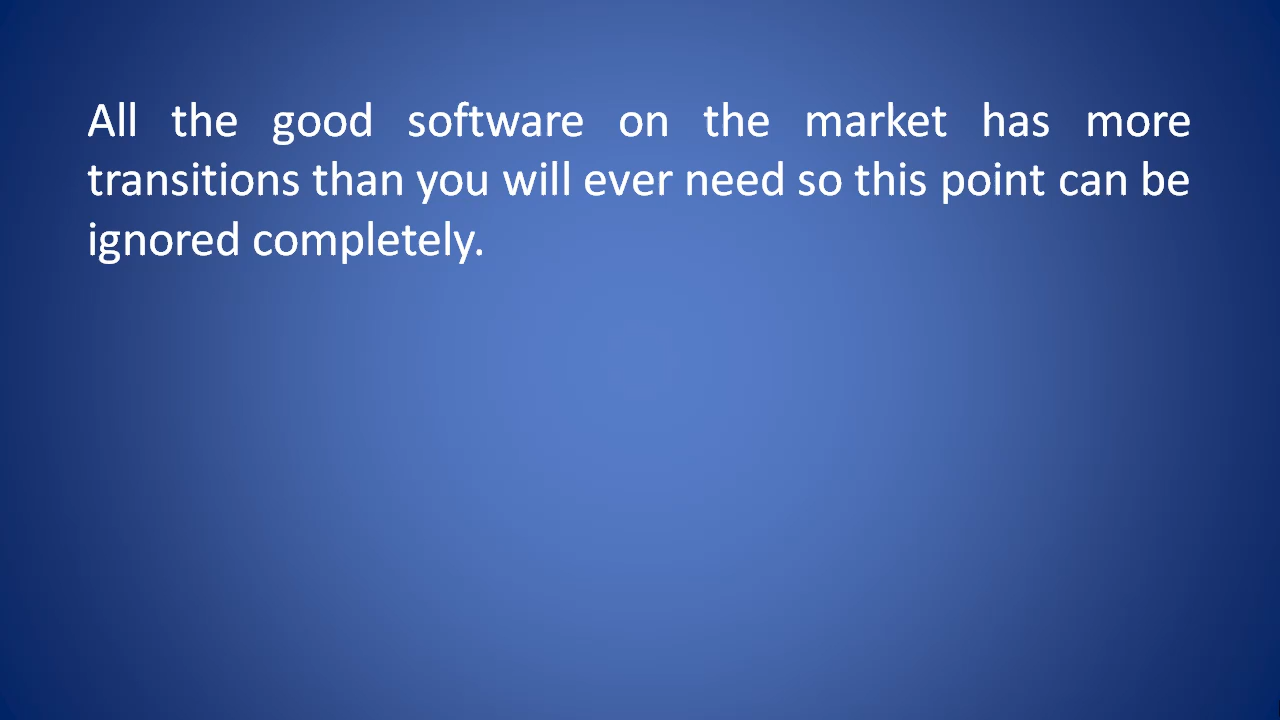 All the good software on the market has more
transitions than you will ever need so this point can be
ignored completely.